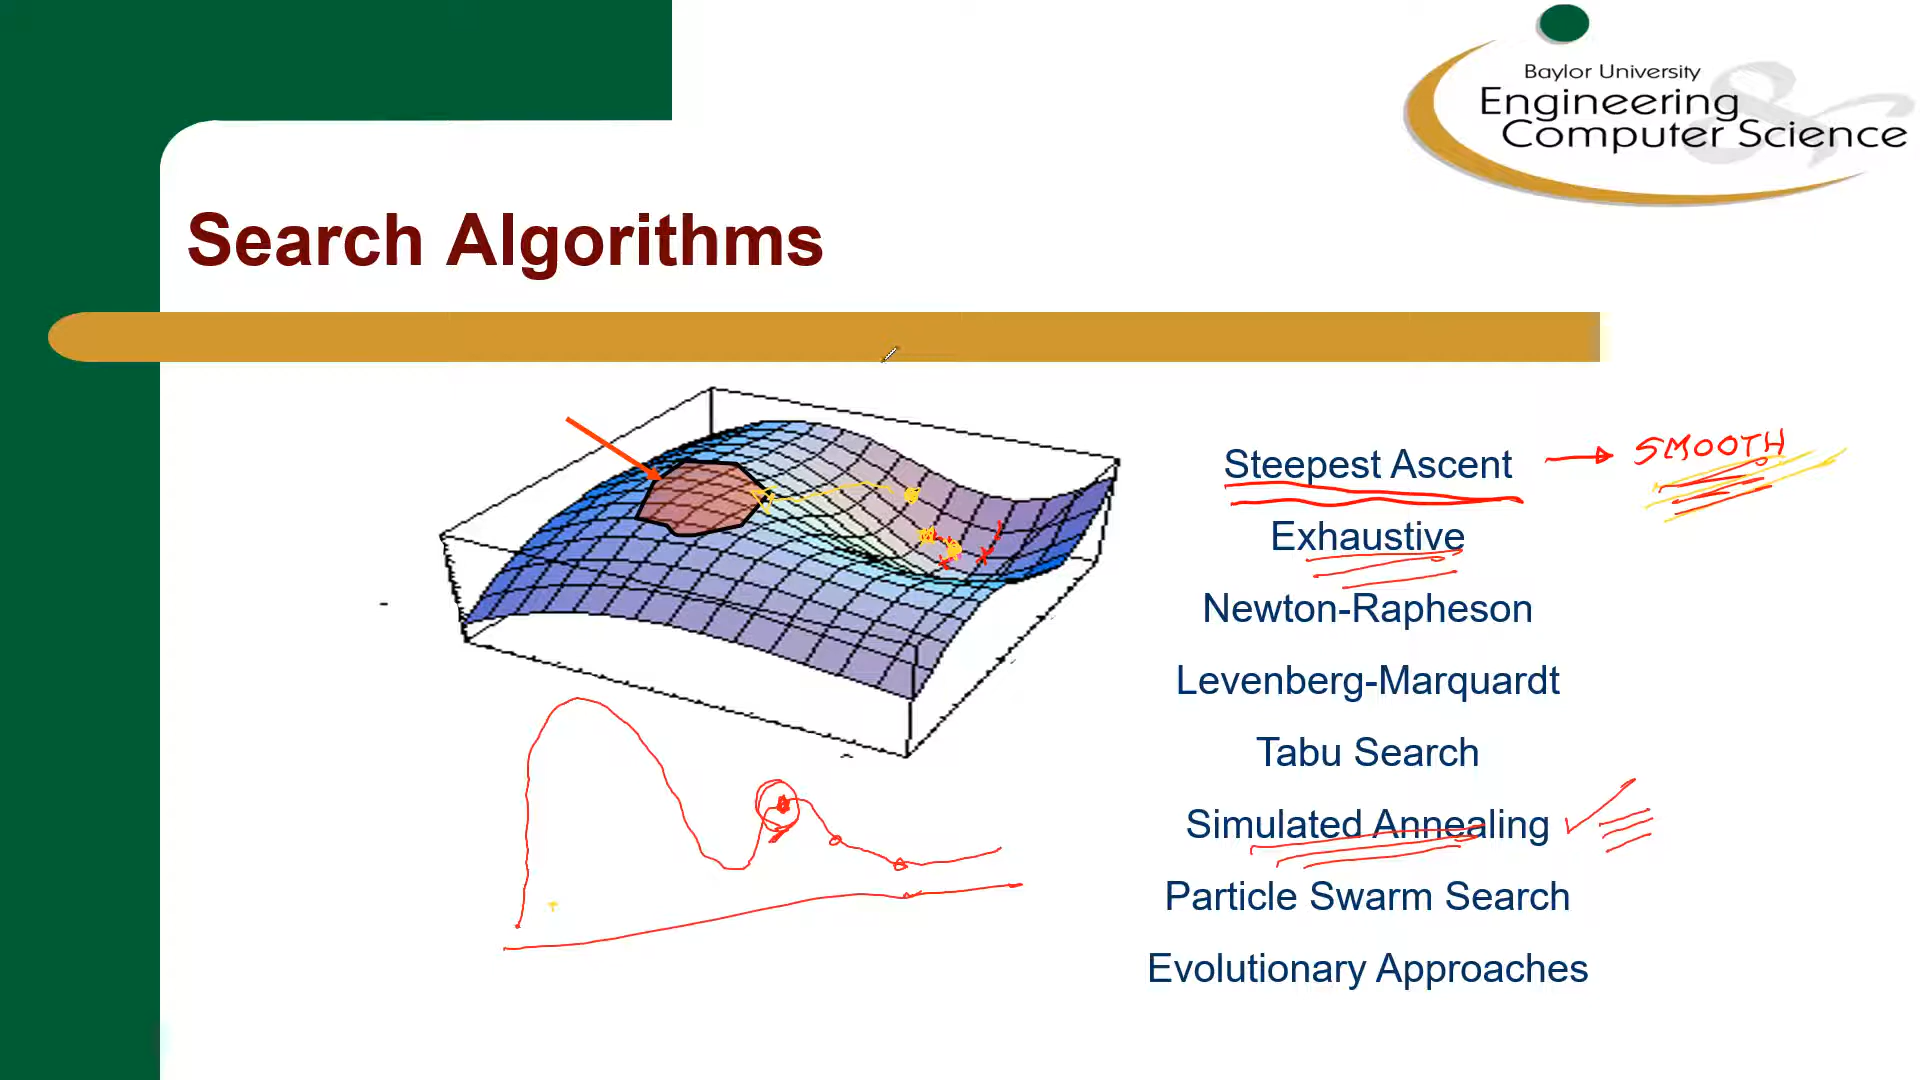 Baylor University
Engineering
&
Computer Science
Search Algorithms
Steepest Ascent
SMOOTH
Exhaustive
Newton-Rapheson
Levenberg-Marquardt
Tabu Search
Simulated Annealing
Particle Swarm Search
Evolutionary Approaches